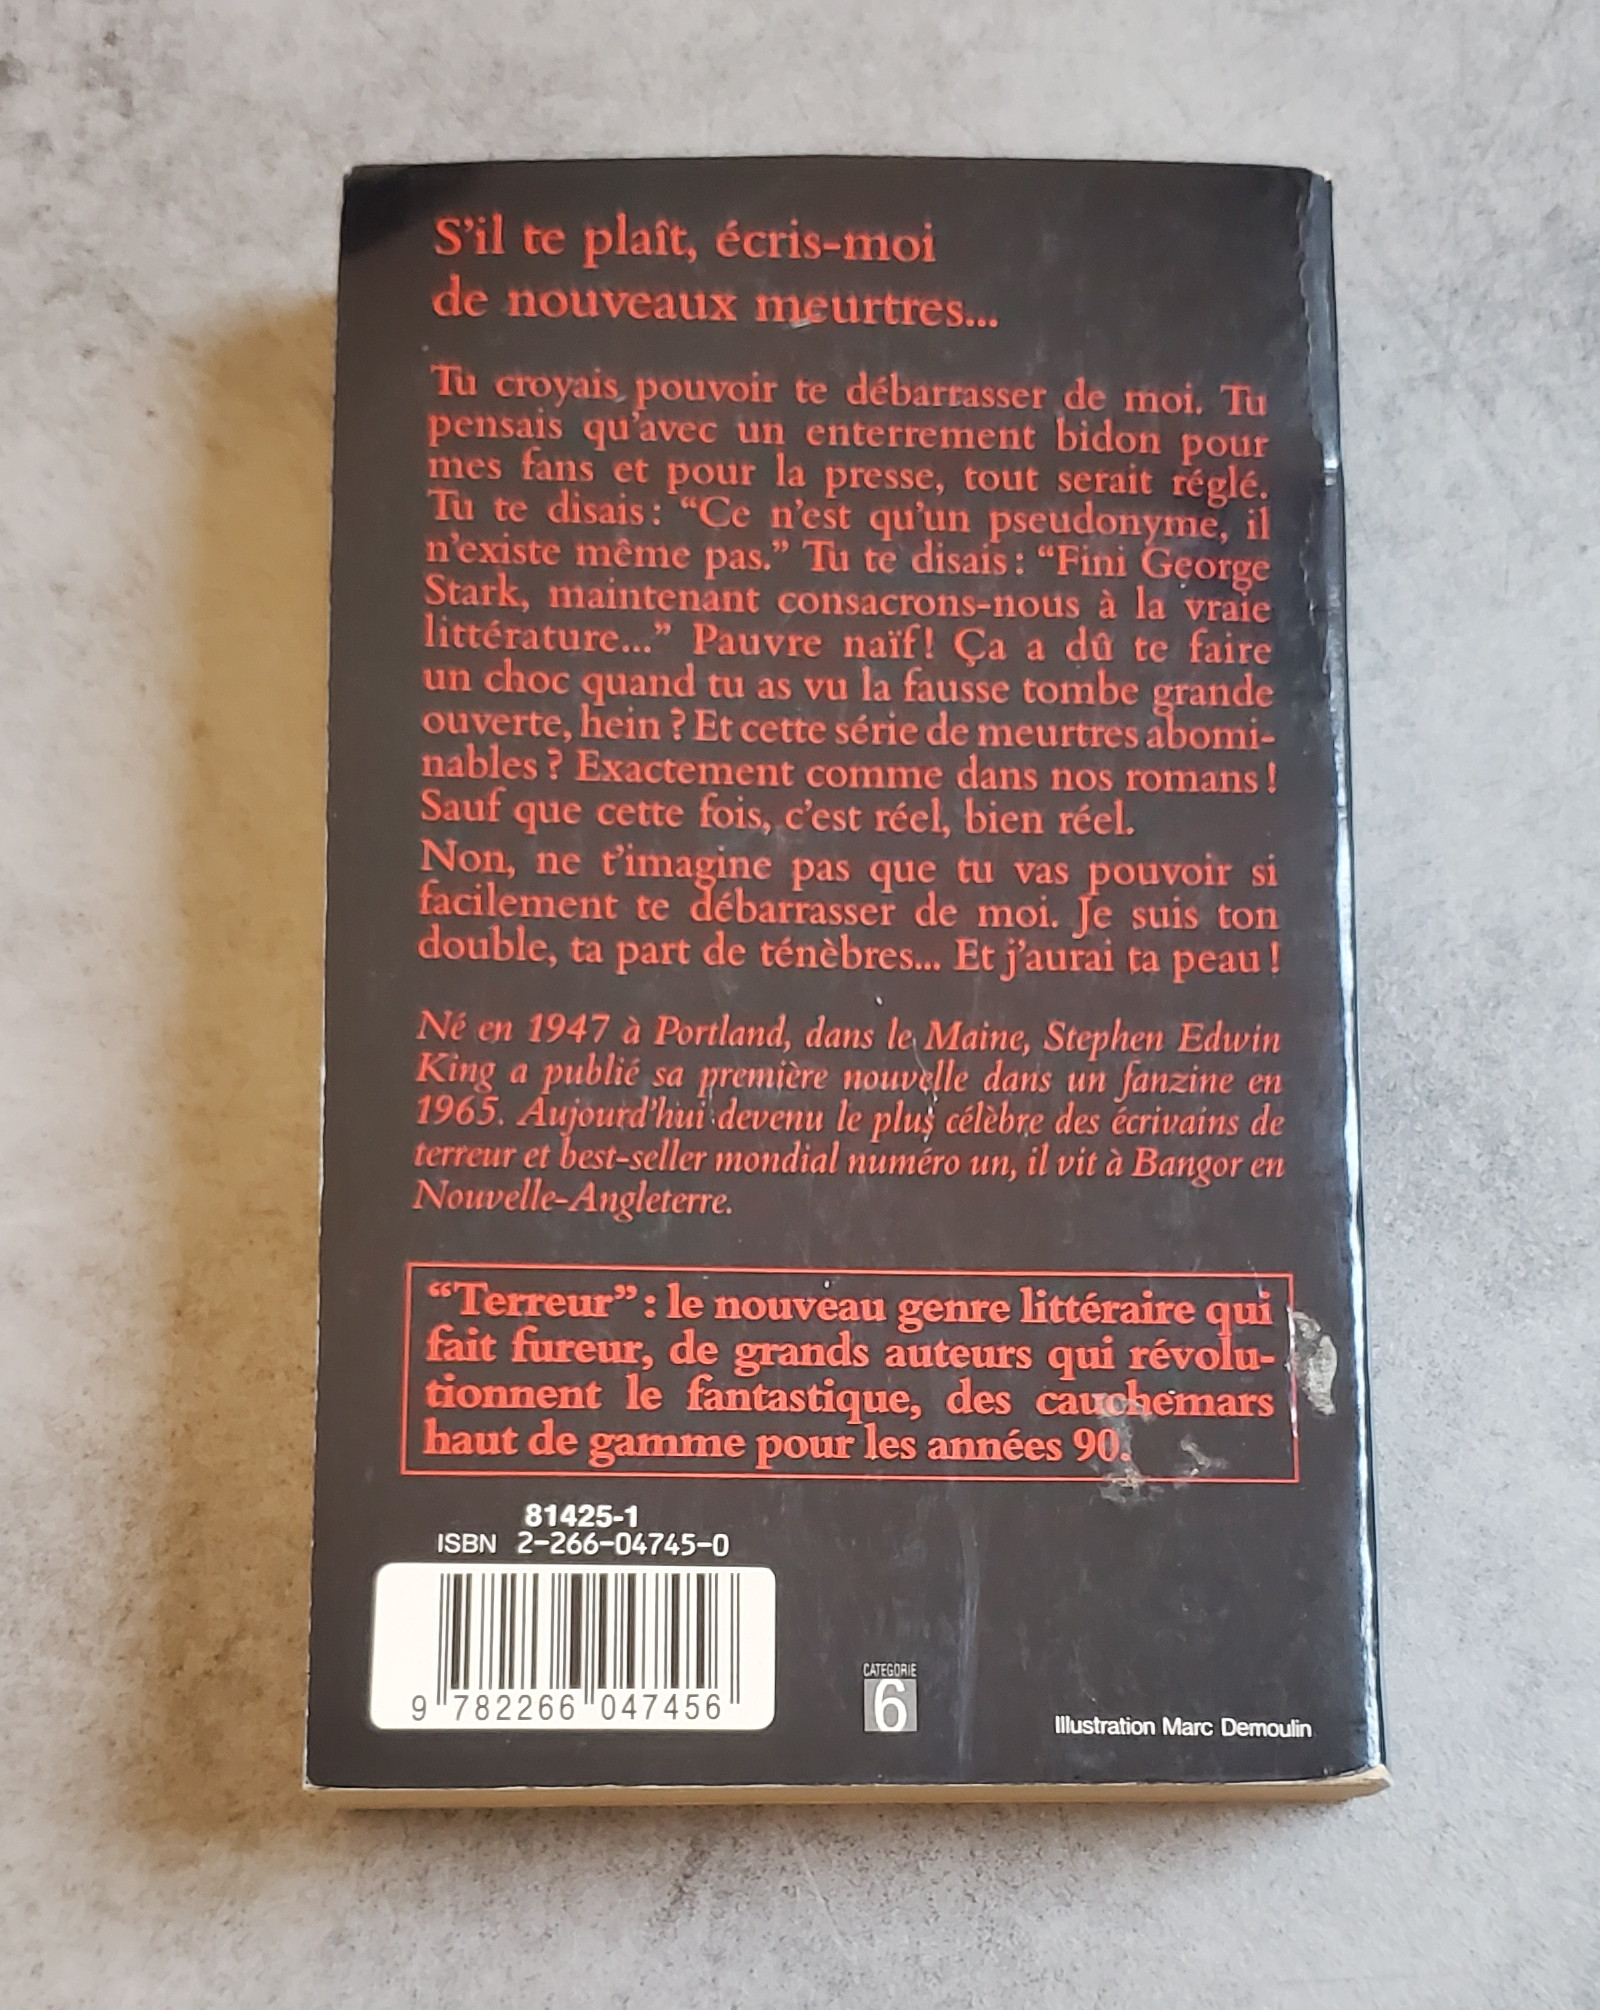 S'il te plaît, écris-moi
de nouveaux meurtres...
Tu croyais pouvoir te débarrasser de moi. Tu
pensais qu'avec un enterrement bidon pour
mes fans et pour la presse, tout serait réglé.
Tu te disais : “Ce n'est qu'un pseudonyme, il
n'existe même pas.” Tu te disais : “Fini George
Stark, maintenant consacrons-nous à la vraie
littérature...” Pauvre naïf ! Ça a dû te faire
un choc quand tu as vu la fausse tombe grande
ouverte, hein ? Et cette série de meurtres abomi-
nables ? Exactement comme dans nos romans !
Sauf que cette fois, c'est réel, bien réel.
Non, ne t'imagine pas que tu vas pouvoir si
facilement te débarrasser de moi. Je suis ton
double, ta part de ténèbres... Et j'aurai ta peau !
Né en 1947 à Portland, dans le Maine, Stephen Edwin
King a publié sa première nouvelle dans un fanzine en
1965. Aujourd'hui devenu le plus célèbre des écrivains de
terreur et best-seller mondial numéro un, il vit à Bangor en
Nouvelle-Angleterre.
“Terreur” : le nouveau genre littéraire qui
fait fureur, de grands auteurs qui révolu-
tionnent le fantastique, des cauchemars
haut de gamme pour les années 90.
81425-1
ISBN 2-266-04745-0
9 782266 047456
CATEGORIE
6
Illustration Marc Demoulin